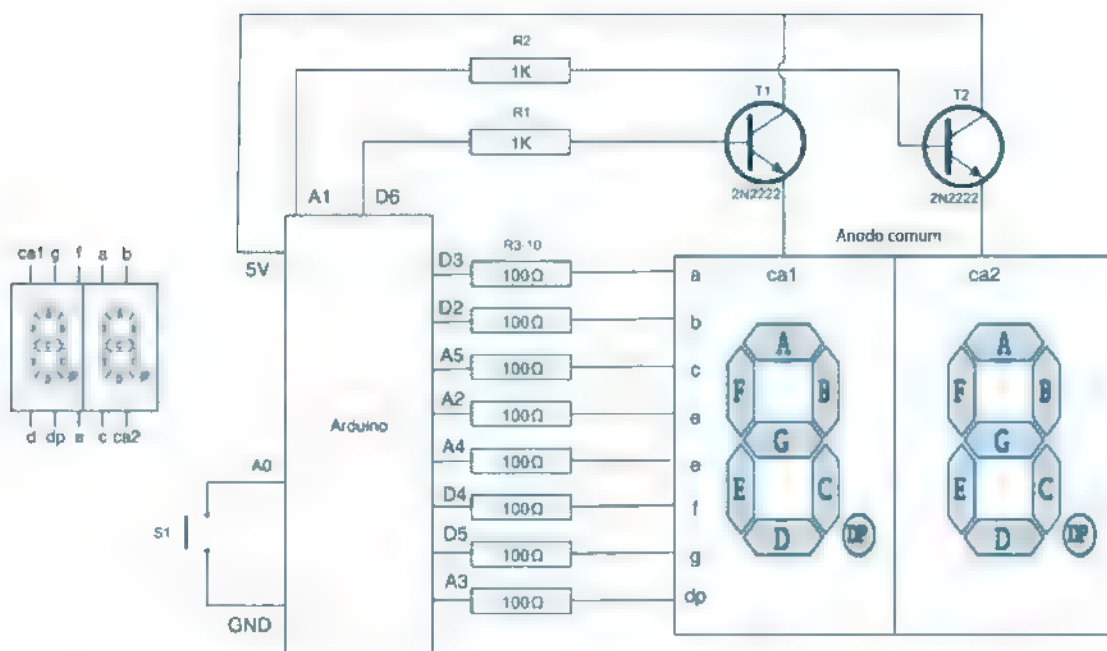 R2
1K
T1
T2
R1
1K
2N2222
2N2222
A1 D6
Anodo comum
ca1 g f a b
5V
D3
R3-10
100Ω
a
ca1
ca2
D2
100Ω
b
A5
100Ω
c
A2
100Ω
e
A4
100Ω
e
D4
100Ω
f
D5
100Ω
g
A3
100Ω
dp
Arduino
A0
S1
GND
d dp e c ca2
A
F B
G
E C
D DP
A
F B
G
E C
D DP